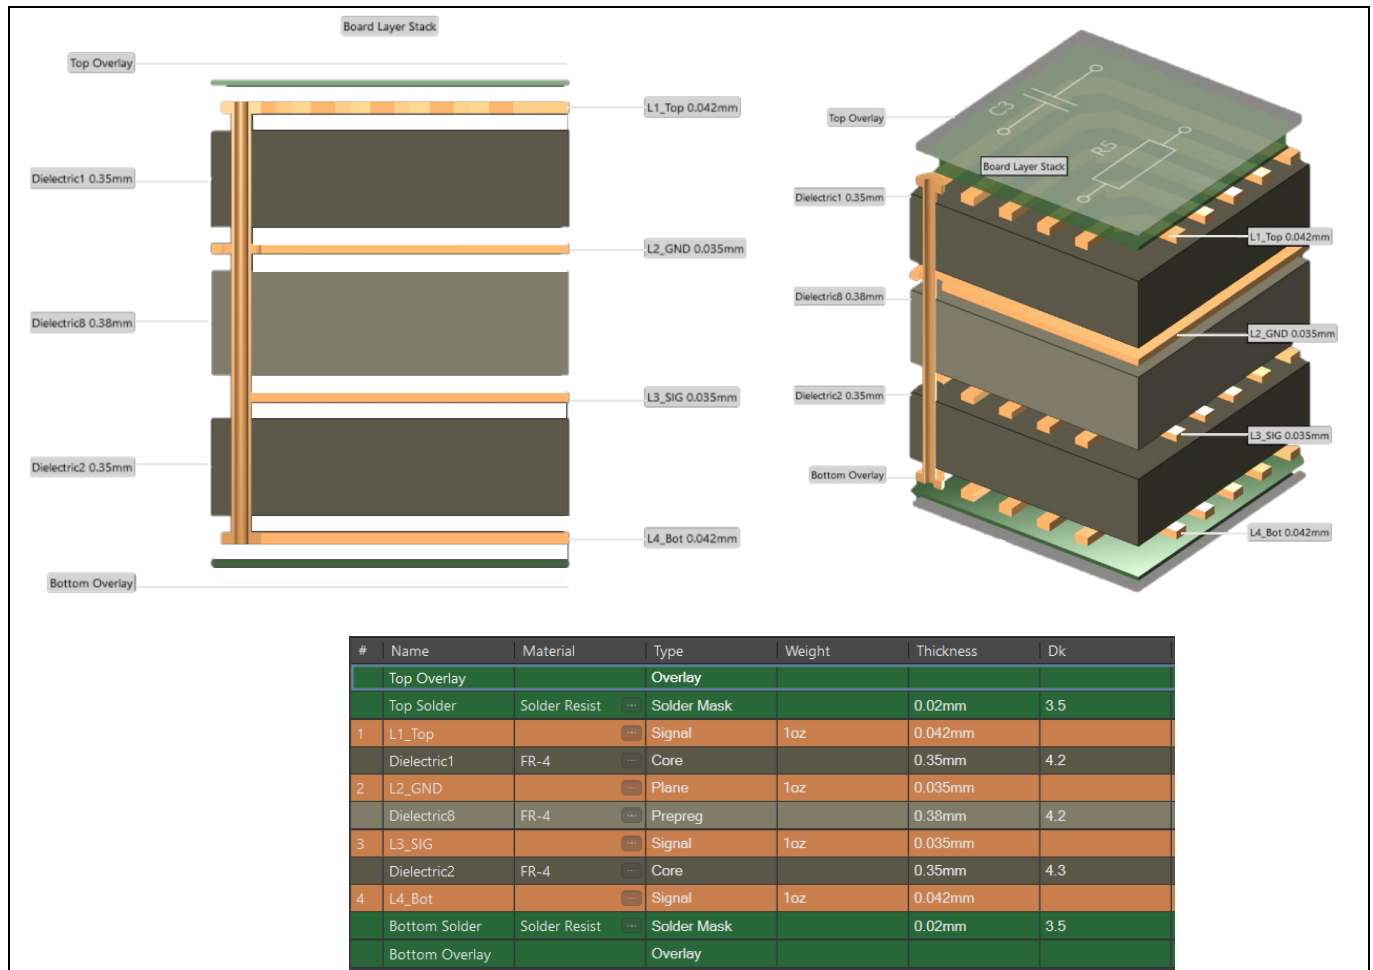 Board Layer Stack
Top Overlay
L1_Top 0.042mm
Dielectric1 0.35mm
L2_GND 0.035mm
Dielectric8 0.38mm
L3_SIG 0.035mm
Dielectric2 0.35mm
L4_Bot 0.042mm
Bottom Overlay
C3
Top Overlay
R5
Board Layer Stack
Dielectric1 0.35mm
L1_Top 0.042mm
Dielectric8 0.38mm
L2_GND 0.035mm
Dielectric2 0.35mm
L3_SIG 0.035mm
Bottom Overlay
L4_Bot 0.042mm
# Name Material Type Weight Thickness Dk
Top Overlay Overlay
Top Solder Solder Resist ... Solder Mask 0.02mm 3.5
1 L1_Top ... Signal 1oz 0.042mm
Dielectric1 FR-4 ... Core 0.35mm 4.2
2 L2_GND ... Plane 1oz 0.035mm
Dielectric8 FR-4 ... Prepreg 0.38mm 4.2
3 L3_SIG ... Signal 1oz 0.035mm
Dielectric2 FR-4 ... Core 0.35mm 4.3
4 L4_Bot ... Signal 1oz 0.042mm
Bottom Solder Solder Resist ... Solder Mask 0.02mm 3.5
Bottom Overlay Overlay